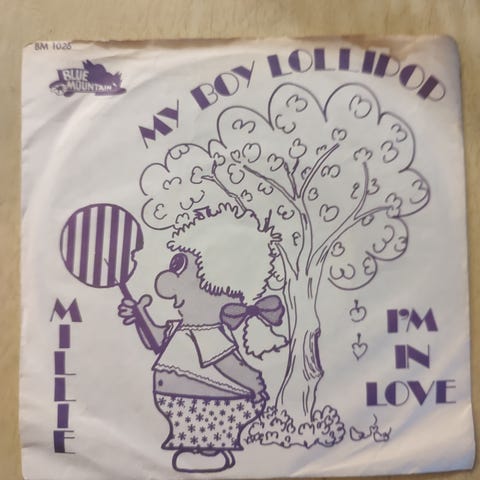 BM 1026
BLUE
MOUNTAIN
MY BOY LOLLIPOP
MILLIE
I'M
IN
LOVE